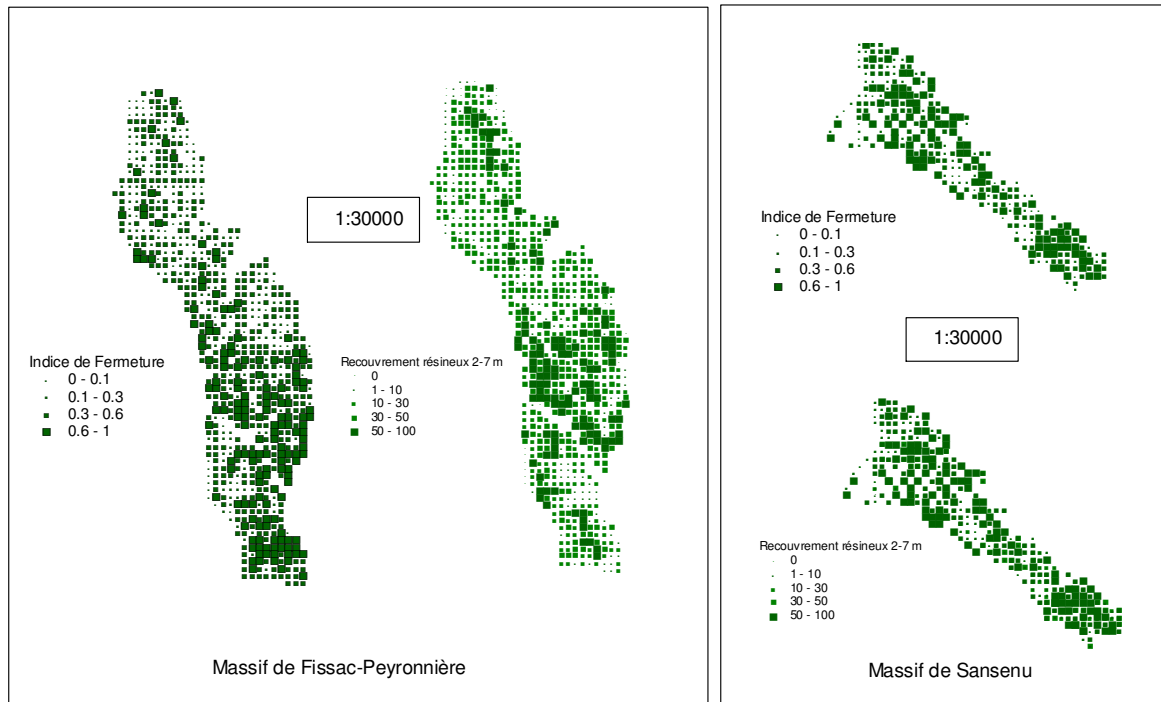 1:30000
Indice de Fermeture
0 - 0.1
0.1 - 0.3
0.3 - 0.6
0.6 - 1
Recouvrement résineux 2-7 m
0
1 - 10
10 - 30
30 - 50
50 - 100
Massif de Fissac-Peyronnière
Indice de Fermeture
0 - 0.1
0.1 - 0.3
0.3 - 0.6
0.6 - 1
1:30000
Recouvrement résineux 2-7 m
0
1 - 10
10 - 30
30 - 50
50 - 100
Massif de Sansenu